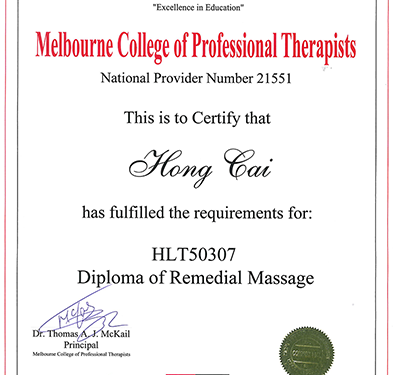 "Excellence in Education"
Melbourne College of Professional Therapists
National Provider Number 21551
This is to Certify that
Hong Cai
has fulfilled the requirements for:
HLT50307
Diploma of Remedial Massage
Dr. Thomas A. J. McKail
Principal
Melbourne College of Professional Therapists